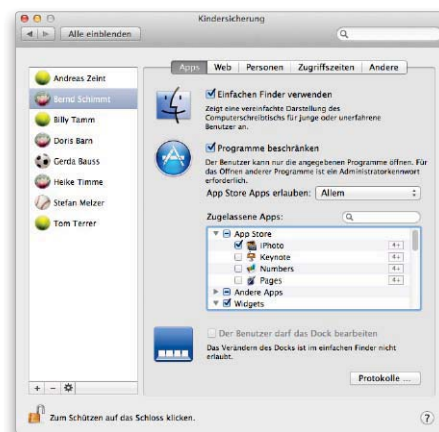 Kindersicherung
Alle einblenden
Andreas Zeint
Bernd Schimmt
Billy Tamm
Doris Barn
Gerda Bauss
Heike Timme
Stefan Melzer
Tom Terrer
Apps Web Personen Zugriffszeiten Andere
Einfachen Finder verwenden
Zeigt eine vereinfachte Darstellung des
Computerschreibtischs für junge oder unerfahrene
Benutzer an.
Programme beschränken
Der Benutzer kann nur die angegebenen Programme öffnen. Für
das Öffnen anderer Programme ist ein Administratorkennwort
erforderlich.
App Store Apps erlauben: Allem
Zugelassene Apps:
App Store
iPhoto 4+
Keynote 4+
Numbers 4+
Pages 4+
Andere Apps
Widgets
Der Benutzer darf das Dock bearbeiten
Das Verändern des Docks ist im einfachen Finder nicht
erlaubt.
Protokolle ...
Zum Schützen auf das Schloss klicken.